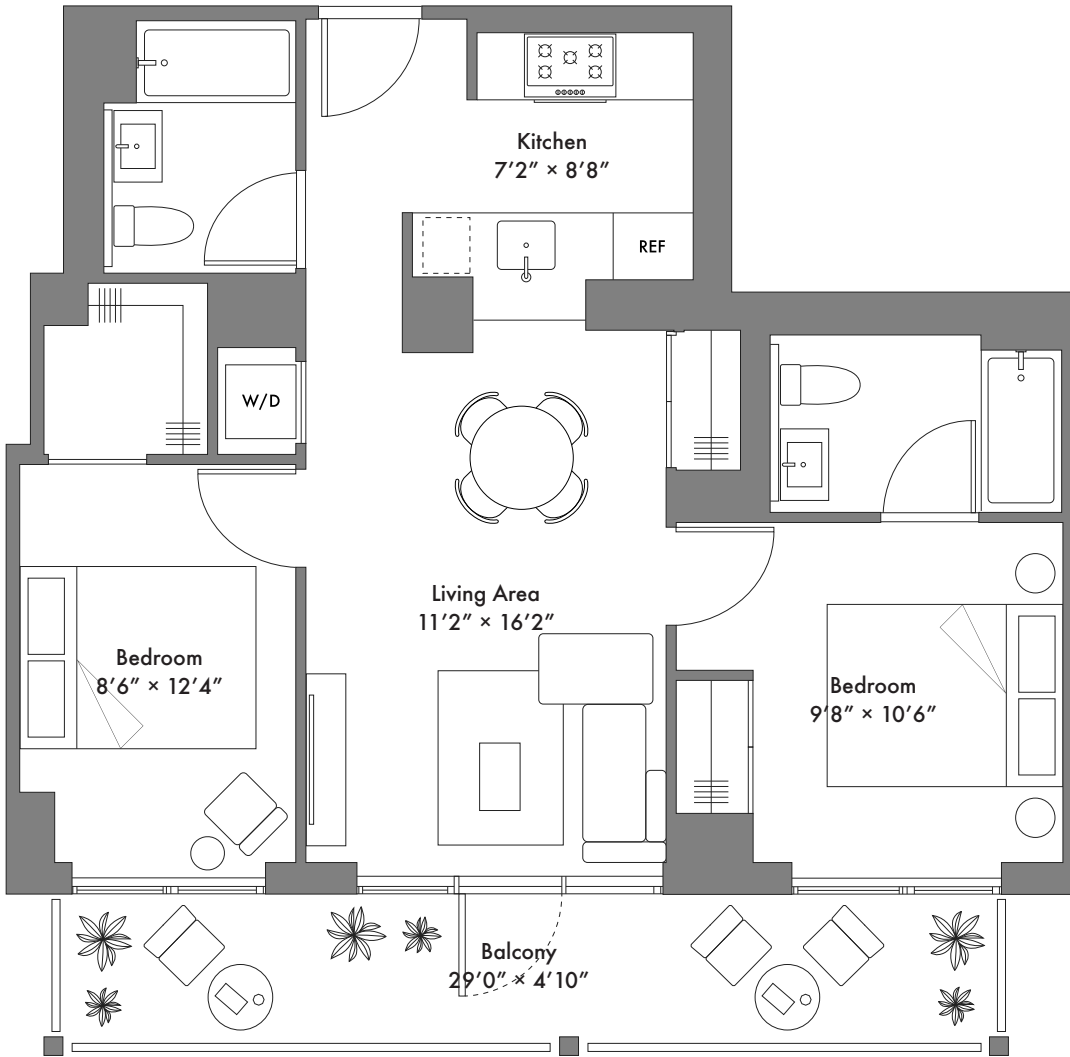 Kitchen
7’2” × 8’8”
REF
W/D
Living Area
11’2” × 16’2”
Bedroom
8’6” × 12’4”
Bedroom
9’8” × 10’6”
Balcony
29’0” × 4’10”